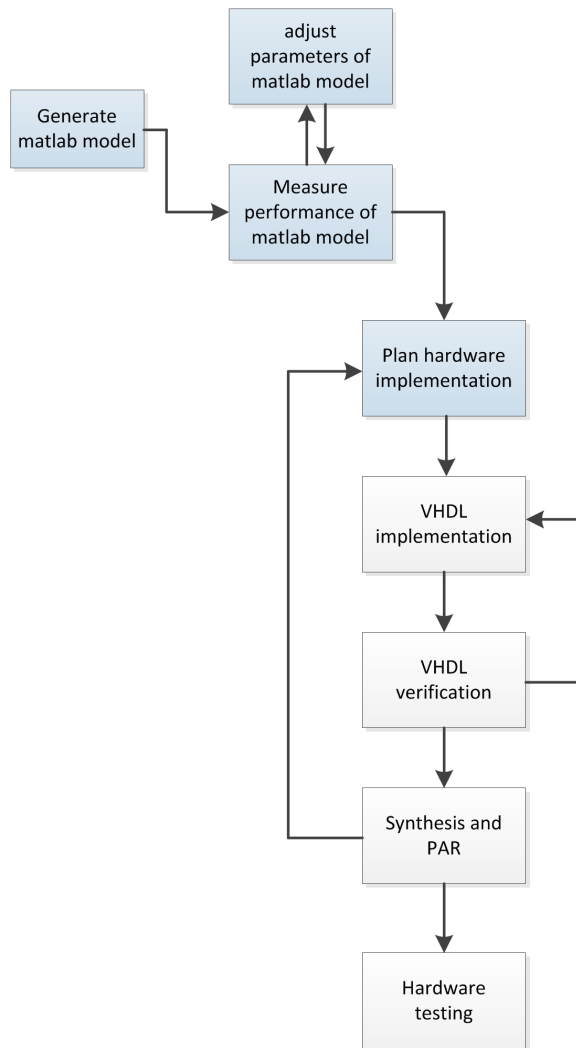 adjust
parameters of
matlab model
Generate
matlab model
Measure
performance of
matlab model
Plan hardware
implementation
VHDL
implementation
VHDL
verification
Synthesis and
PAR
Hardware
testing